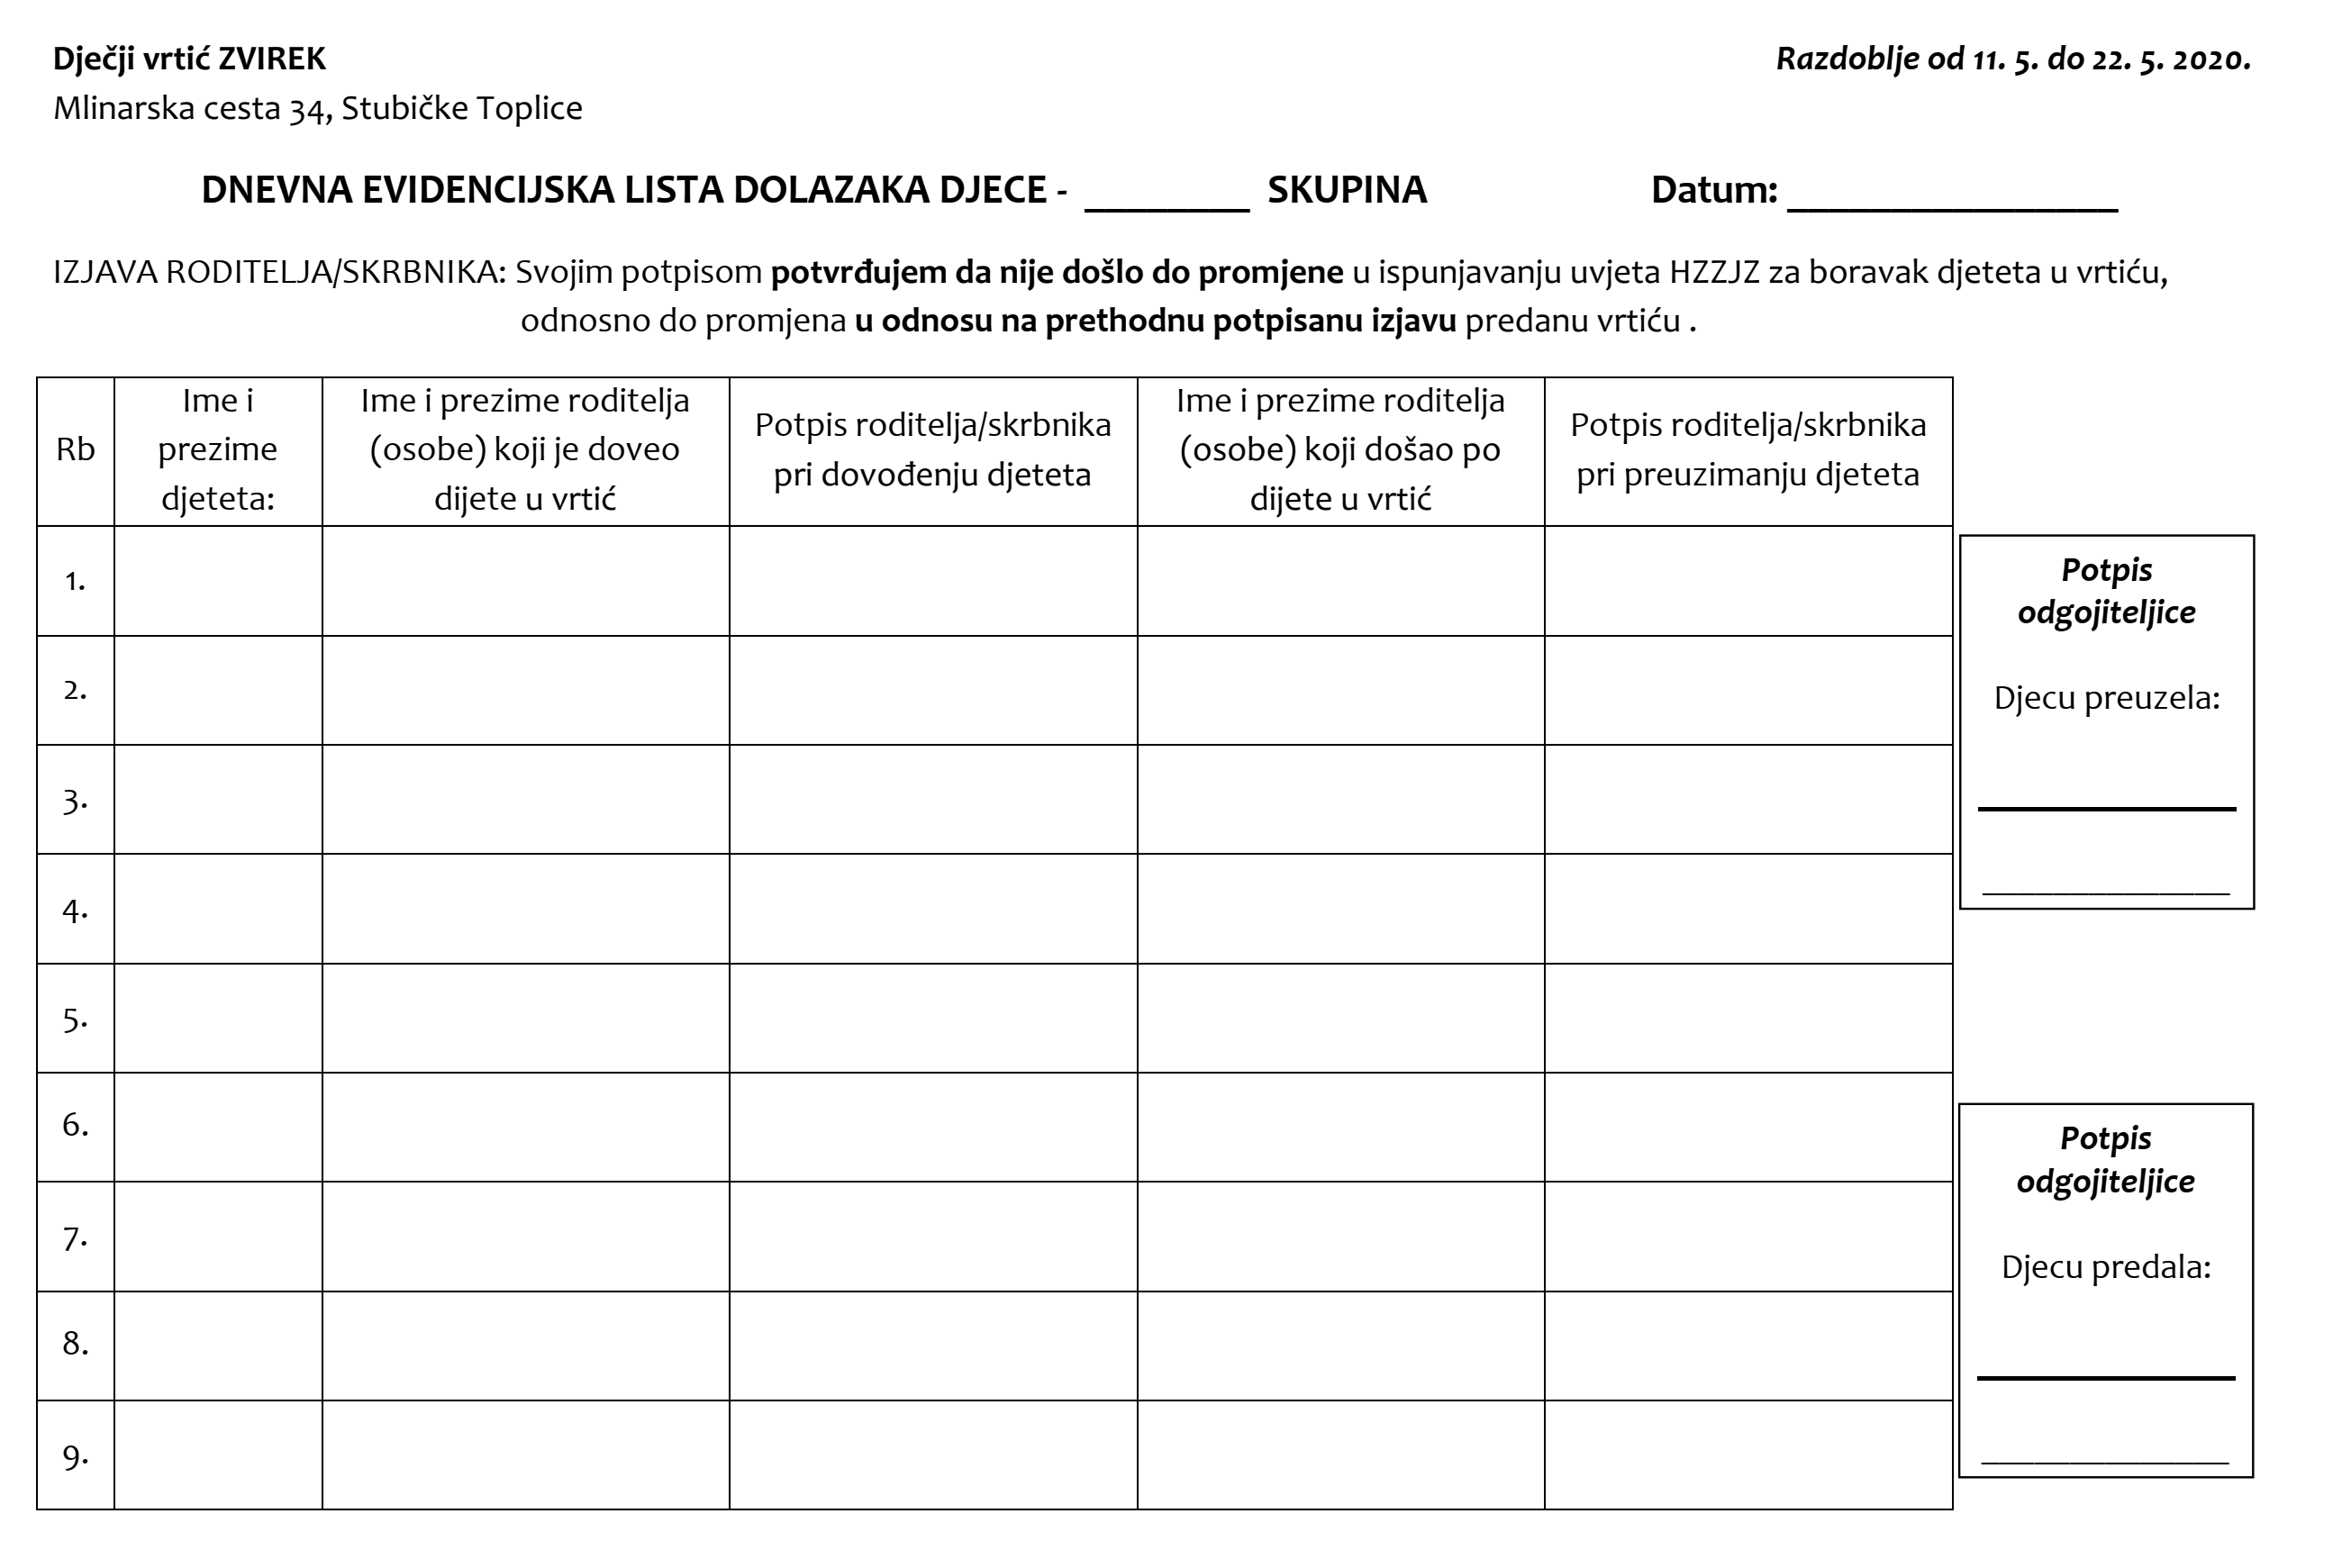 Dječji vrtić ZVIREK
Razdoblje od 11. 5. do 22. 5. 2020.
Mlinarska cesta 34, Stubičke Toplice
DNEVNA EVIDENCIJSKA LISTA DOLAZAKA DJECE - ________ SKUPINA
Datum: ________________
IZJAVA RODITELJA/SKRBNIKA: Svojim potpisom potvrđujem da nije došlo do promjene u ispunjavanju uvjeta HZZJZ za boravak djeteta u vrtiću,
odnosno do promjena u odnosu na prethodnu potpisanu izjavu predanu vrtiću .
Rb
Ime i
prezime
djeteta:
Ime i prezime roditelja
(osobe) koji je doveo
dijete u vrtić
Potpis roditelja/skrbnika
pri dovođenju djeteta
Ime i prezime roditelja
(osobe) koji došao po
dijete u vrtić
Potpis roditelja/skrbnika
pri preuzimanju djeteta
1.
2.
3.
4.
5.
6.
7.
8.
9.
Potpis
odgojiteljice
Djecu preuzela:
______________
______________
Potpis
odgojiteljice
Djecu predala:
______________
______________